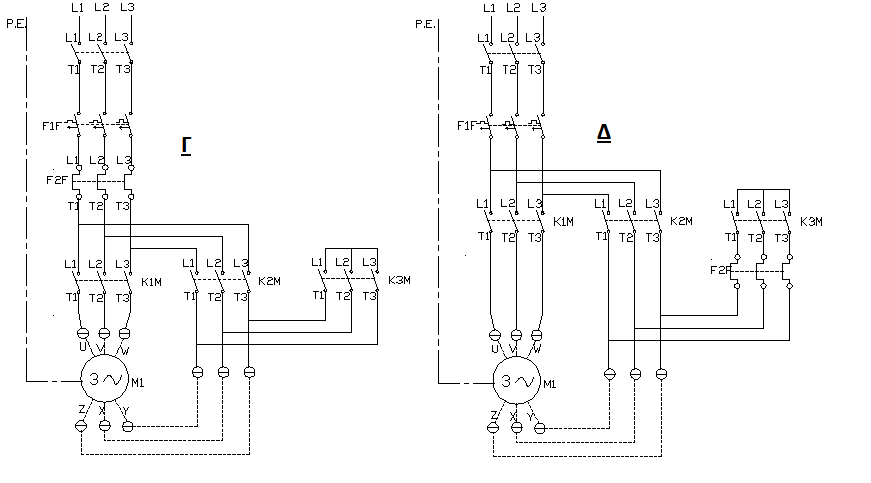 L1 L2 L3
P.E.
L1 L2 L3
T1 T2 T3
F1F
Γ
L1 L2 L3
F2F
T1 T2 T3
L1 L2 L3 K1M
T1 T2 T3
L1 L2 L3 K2M
T1 T2 T3
L1 L2 L3 K3M
T1 T2 T3
U V W
3 M1
Z X Y
L1 L2 L3
P.E.
L1 L2 L3
T1 T2 T3
F1F
Δ
L1 L2 L3 K1M
T1 T2 T3
L1 L2 L3 K2M
T1 T2 T3
L1 L2 L3 K3M
T1 T2 T3
F2F
U V W
3 M1
Z X Y